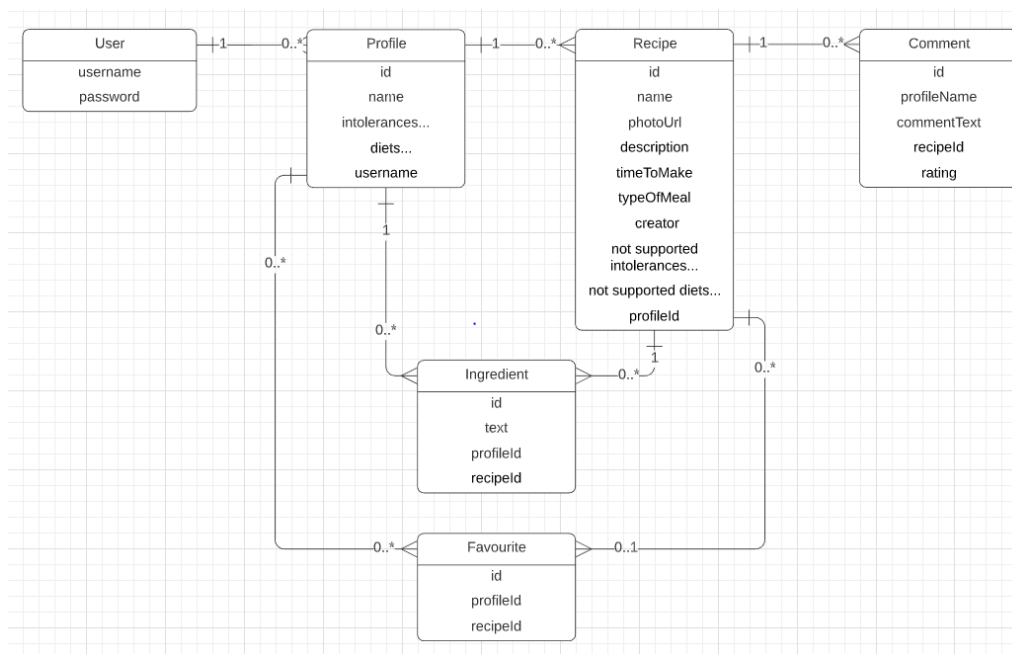 User
username
password
1
0..*
Profile
id
name
intolerances...
diets...
username
1
0..*
Recipe
id
name
photoUrl
description
timeToMake
typeOfMeal
creator
not supported
intolerances...
not supported diets...
profileId
1
0..*
Comment
id
profileName
commentText
recipeId
rating
1
0..*
0..*
1
0..*
1
0..*
0..*
Ingredient
id
text
profileId
recipeId
0..*
0..1
Favourite
id
profileId
recipeId